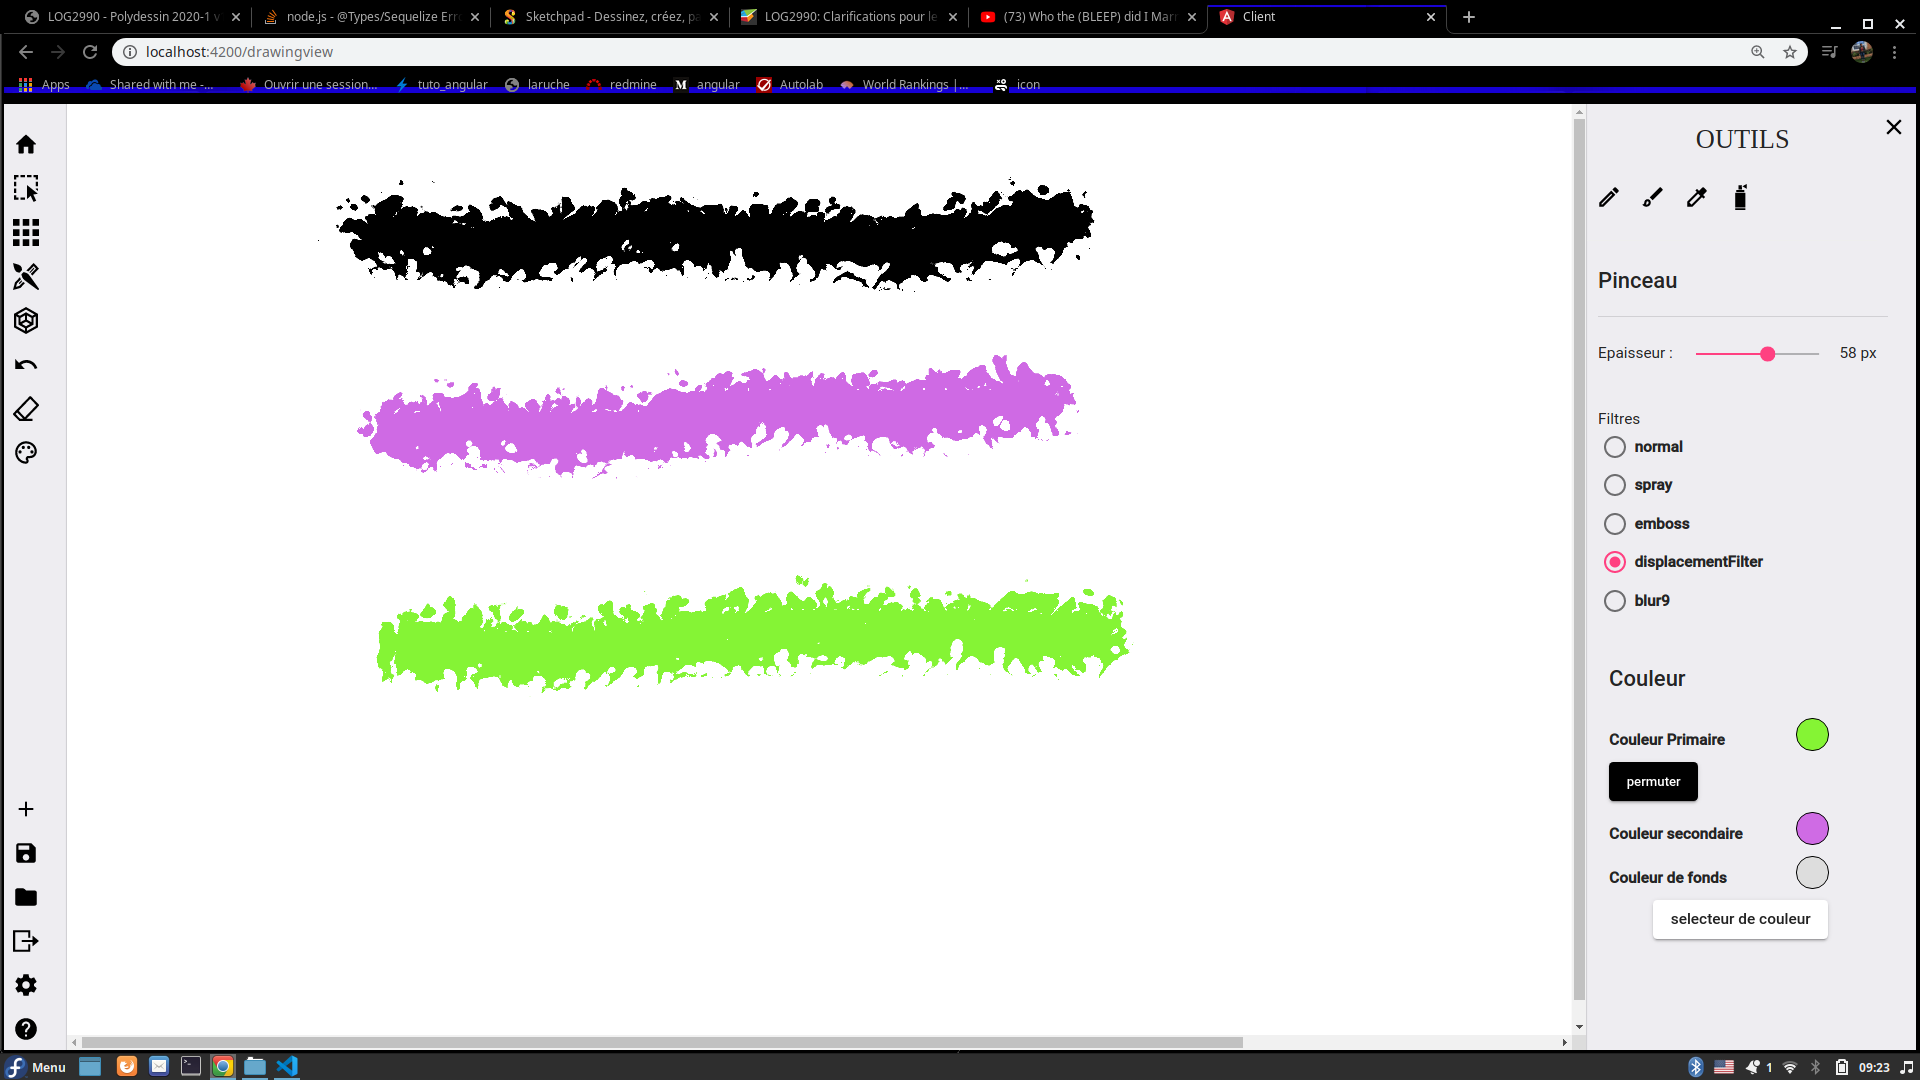 LOG2990 - Polydessin 2020-1 v
node.js - @Types/Sequelize Err
Sketchpad - Dessinez, créez, pa
LOG2990: Clarifications pour le
(73) Who the (BLEEP) did I Marr
Client
localhost:4200/drawingview
Apps
Shared with me -...
Ouvrir une session...
tuto_angular
laruche
redmine
M angular
Autolab
World Rankings |...
icon
OUTILS
Pinceau
Epaisseur :
58 px
Filtres
normal
spray
emboss
displacementFilter
blur9
Couleur
Couleur Primaire
permuter
Couleur secondaire
Couleur de fonds
selecteur de couleur
Menu
1
09:23